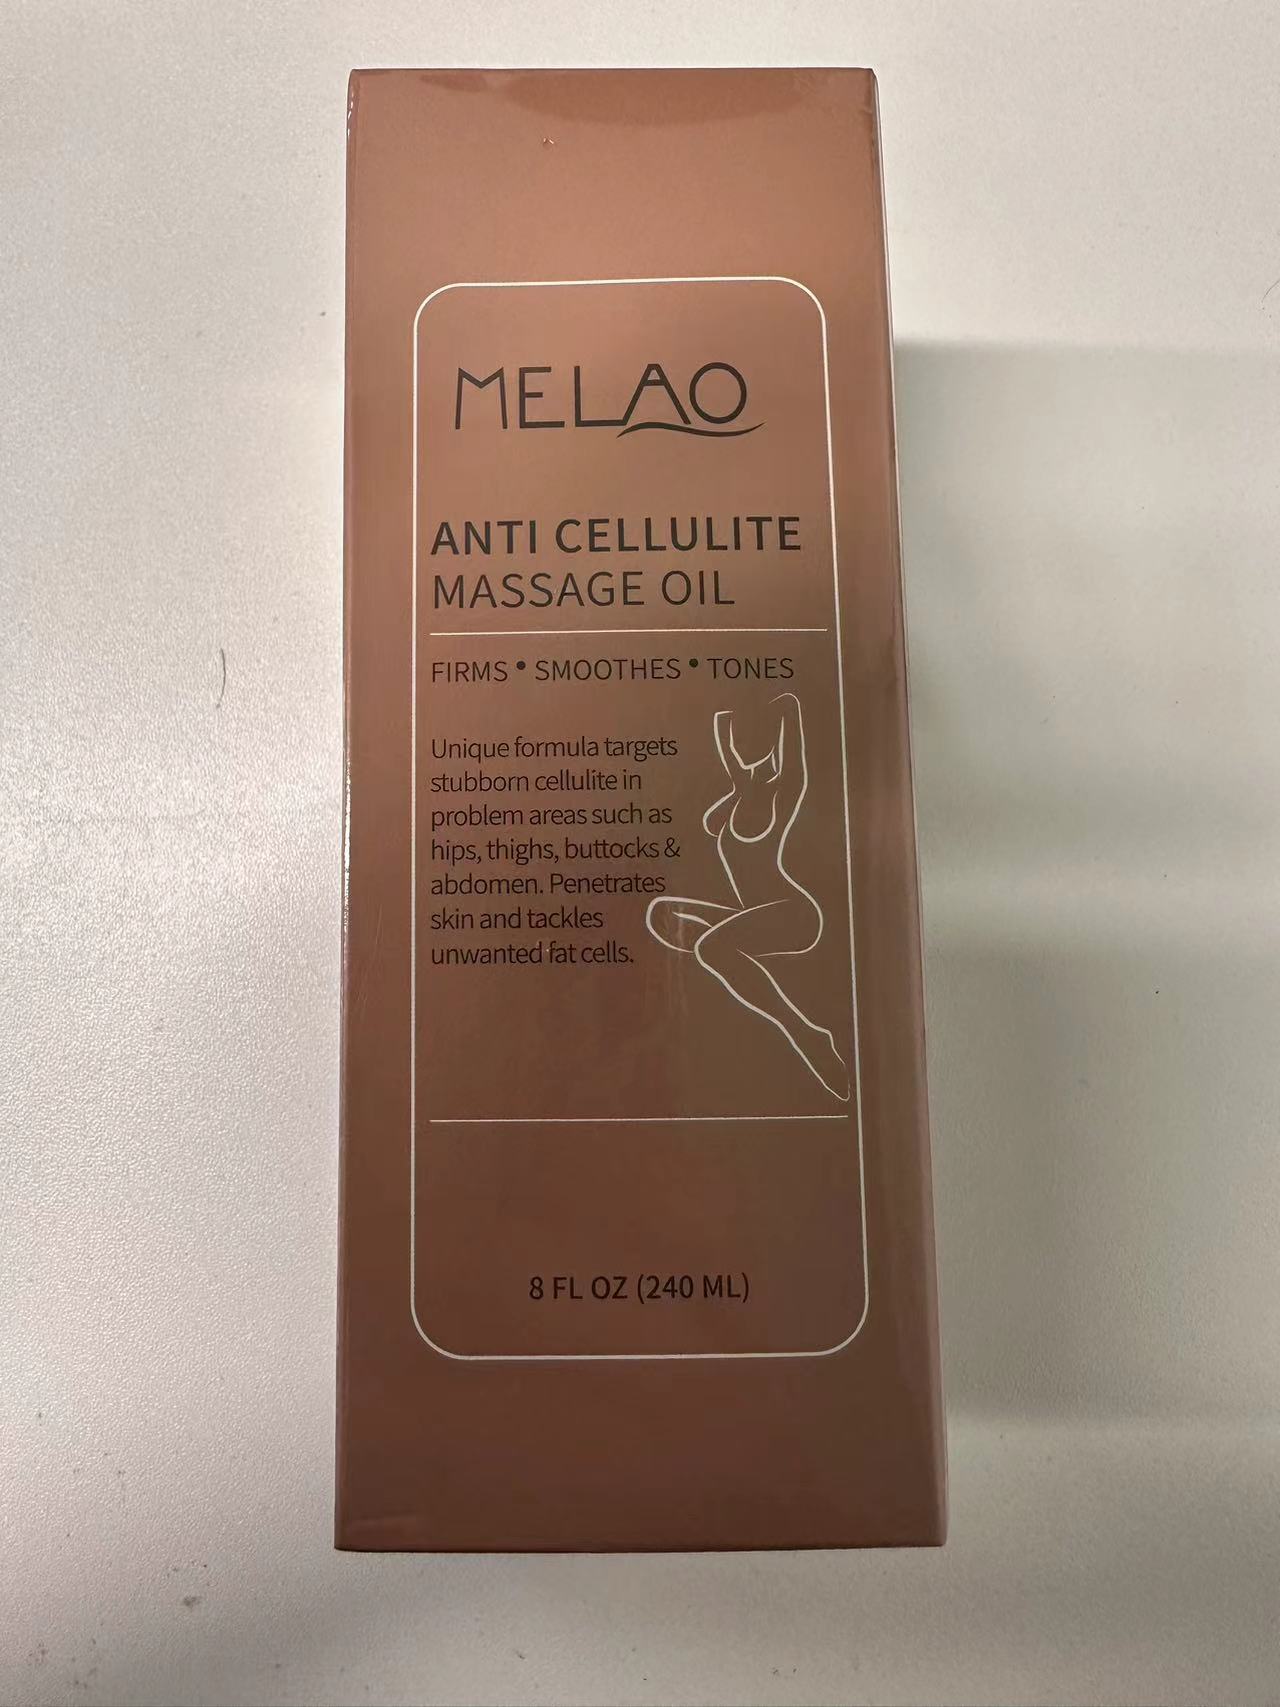 MELAO
ANTI CELLULITE
MASSAGE OIL
FIRMS • SMOOTHES • TONES
Unique formula targets
stubborn cellulite in
problem areas such as
hips, thighs, buttocks &
abdomen. Penetrates
skin and tackles
unwanted fat cells.
8 FL OZ (240 ML)